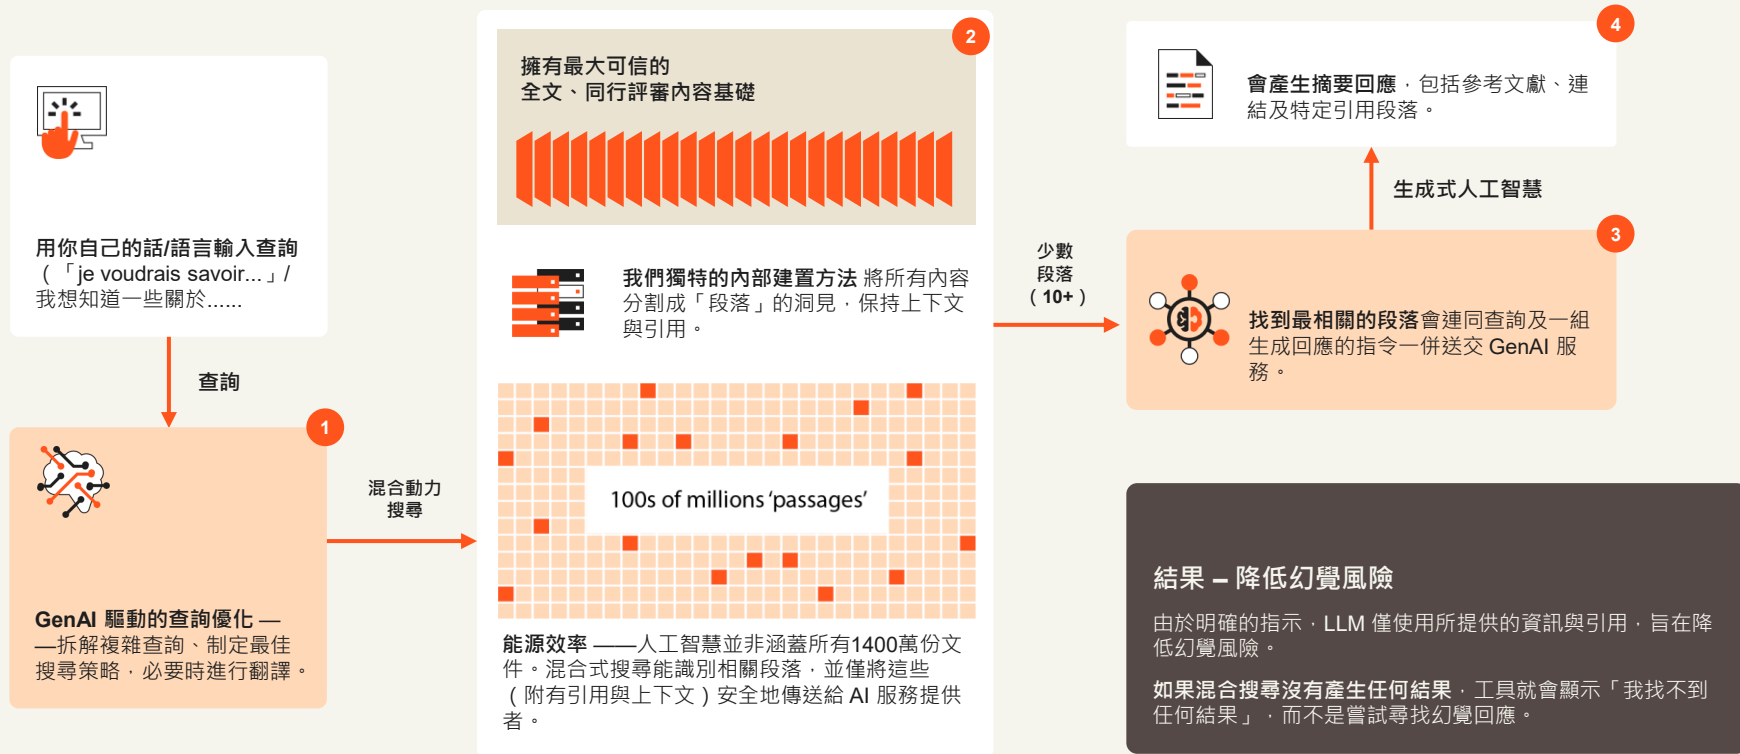 用你自己的話/語言輸入查詢
（「je voudrais savoir...」/
我想知道一些關於......
查詢
1
GenAI 驅動的查詢優化 —
—拆解複雜查詢、制定最佳
搜尋策略，必要時進行翻譯。
混合動力
搜尋
2
擁有最大可信的
全文、同行評審內容基礎
我們獨特的內部建置方法 將所有內容
分割成「段落」的洞見，保持上下文
與引用。
100s of millions ‘passages’
能源效率 ——人工智慧並非涵蓋所有1400萬份文
件。混合式搜尋能識別相關段落，並僅將這些
（附有引用與上下文）安全地傳送給 AI 服務提供
者。
少數
段落
（10+）
3
找到最相關的段落會連同查詢及一組
生成回應的指令一併送交 GenAI 服
務。
生成式人工智慧
4
會產生摘要回應，包括參考文獻、連
結及特定引用段落。
結果 – 降低幻覺風險
由於明確的指示，LLM 僅使用所提供的資訊與引用，旨在降
低幻覺風險。
如果混合搜尋沒有產生任何結果，工具就會顯示「我找不到
任何結果」，而不是嘗試尋找幻覺回應。